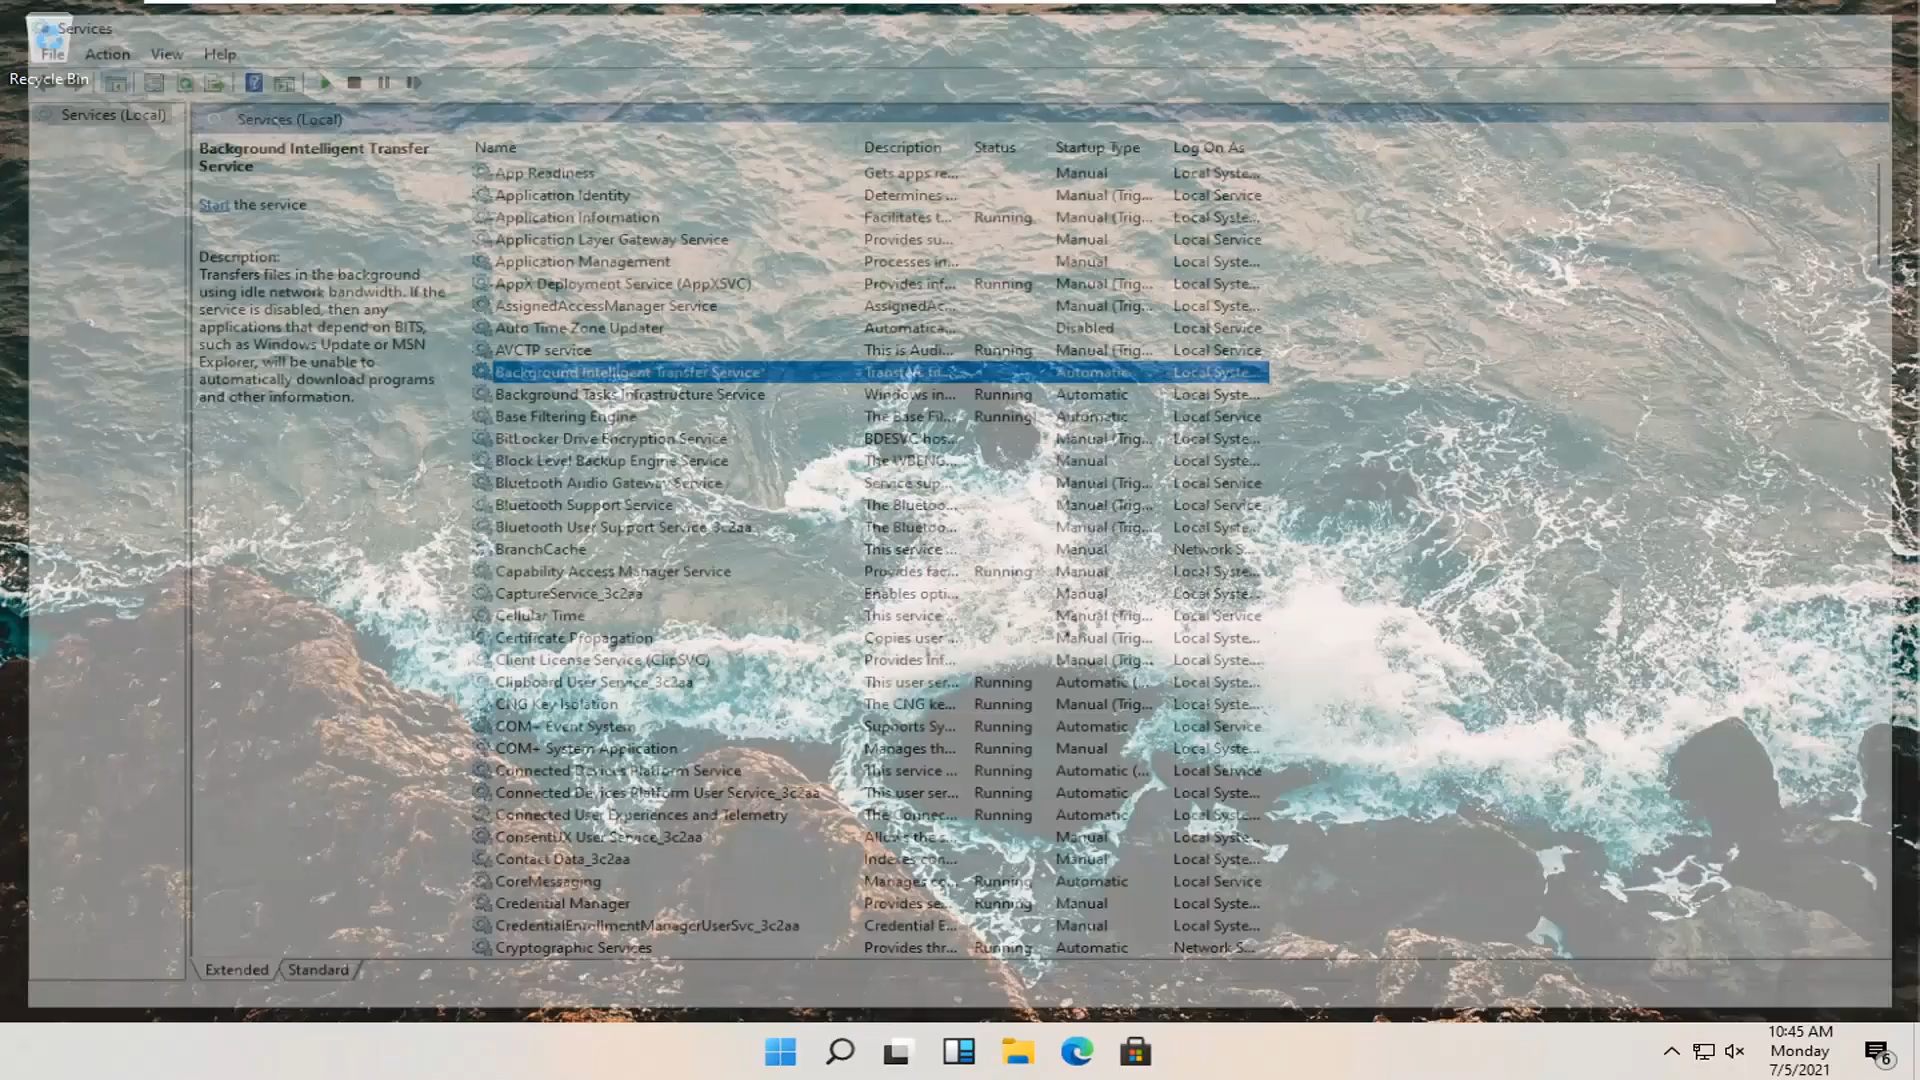 Services
File Action View Help
Recycle Bin
Services (Local)
Services (Local)
Background Intelligent Transfer
Service
Start the service
Description:
Transfers files in the background
using idle network bandwidth. If the
service is disabled, then any
applications that depend on BITS,
such as Windows Update or MSN
Explorer, will be unable to
automatically download programs
and other information.
Name Description Status Startup Type Log On As
App Readiness Gets apps re... Manual Local Syste...
Application Identity Determines ... Manual (Trig... Local Service
Application Information Facilitates t... Running Manual (Trig... Local Syste...
Application Layer Gateway Service Provides su... Manual Local Service
Application Management Processes in... Manual Local Syste...
AppX Deployment Service (AppXSVC) Provides inf... Running Manual (Trig... Local Syste...
AssignedAccessManager Service AssignedAc... Manual (Trig... Local Syste...
Auto Time Zone Updater Automatica... Disabled Local Service
AVCTP service This is Audi... Running Manual (Trig... Local Service
Background Intelligent Transfer Service Transfers fil... Automatic Local Syste...
Background Tasks Infrastructure Service Windows in... Running Automatic Local Syste...
Base Filtering Engine The Base Fil... Running Automatic Local Service
BitLocker Drive Encryption Service BDESVC hos... Manual (Trig... Local Syste...
Block Level Backup Engine Service The WBENG... Manual Local Syste...
Bluetooth Audio Gateway Service Service sup... Manual (Trig... Local Service
Bluetooth Support Service The Bluetoo... Manual (Trig... Local Service
Bluetooth User Support Service_3c2aa The Bluetoo... Manual (Trig... Local Syste...
BranchCache This service ... Manual Network S...
Capability Access Manager Service Provides fac... Running Manual Local Syste...
CaptureService_3c2aa Enables opti... Manual Local Syste...
Cellular Time This service ... Manual (Trig... Local Service
Certificate Propagation Copies user ... Manual (Trig... Local Syste...
Client License Service (ClipSVC) Provides inf... Manual (Trig... Local Syste...
Clipboard User Service_3c2aa This user ser... Running Automatic (... Local Syste...
CNG Key Isolation The CNG ke... Running Manual (Trig... Local Syste...
COM+ Event System Supports Sy... Running Automatic Local Service
COM+ System Application Manages th... Running Manual Local Syste...
Connected Devices Platform Service This service ... Running Automatic (... Local Service
Connected Devices Platform User Service_3c2aa This user ser... Running Automatic Local Syste...
Connected User Experiences and Telemetry The Connec... Running Automatic Local Syste...
ConsentUX User Service_3c2aa Allows the s... Manual Local Syste...
Contact Data_3c2aa Indexes con... Manual Local Syste...
CoreMessaging Manages co... Running Automatic Local Service
Credential Manager Provides se... Running Manual Local Syste...
CredentialEnrollmentManagerUserSvc_3c2aa Credential E... Manual Local Syste...
Cryptographic Services Provides thr... Running Automatic Network S...
Extended Standard
10:45 AM
Monday
7/5/2021
6